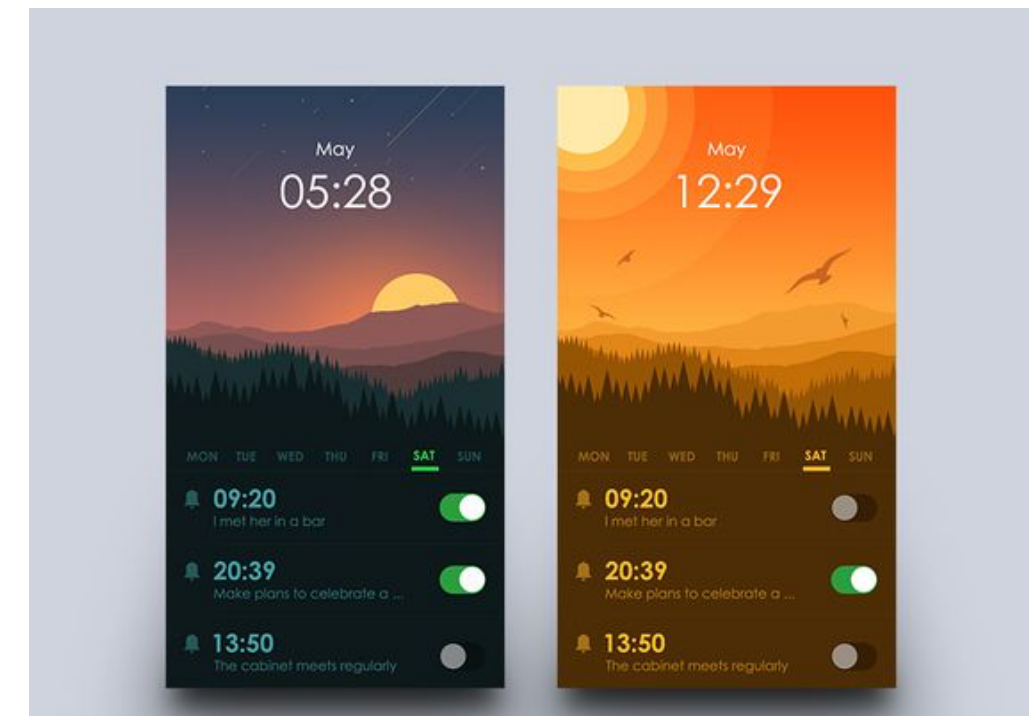 May
05:28
MON TUE WED THU FRI SAT SUN
09:20
I met her in a bar
20:39
Make plans to celebrate a ...
13:50
The cabinet meets regularly
May
12:29
MON TUE WED THU FRI SAT SUN
09:20
I met her in a bar
20:39
Make plans to celebrate a ...
13:50
The cabinet meets regularly